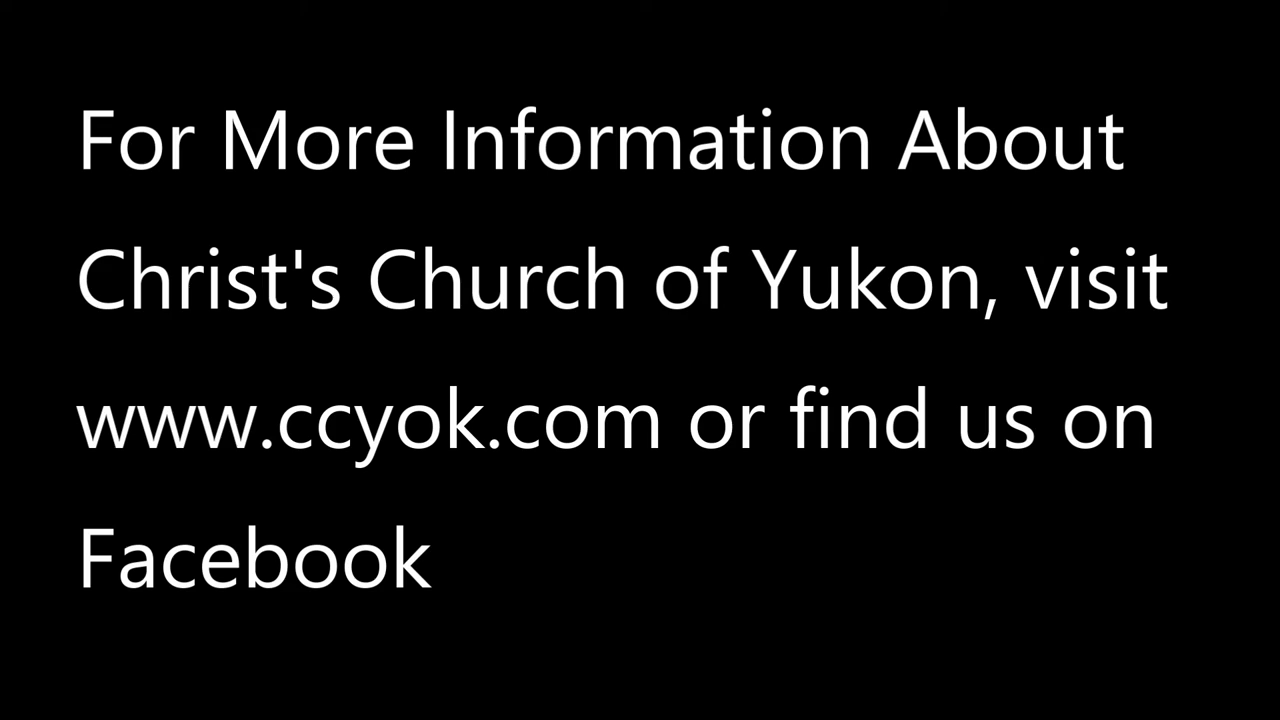 For More Information About
Christ's Church of Yukon, visit
www.ccyok.com or find us on
Facebook